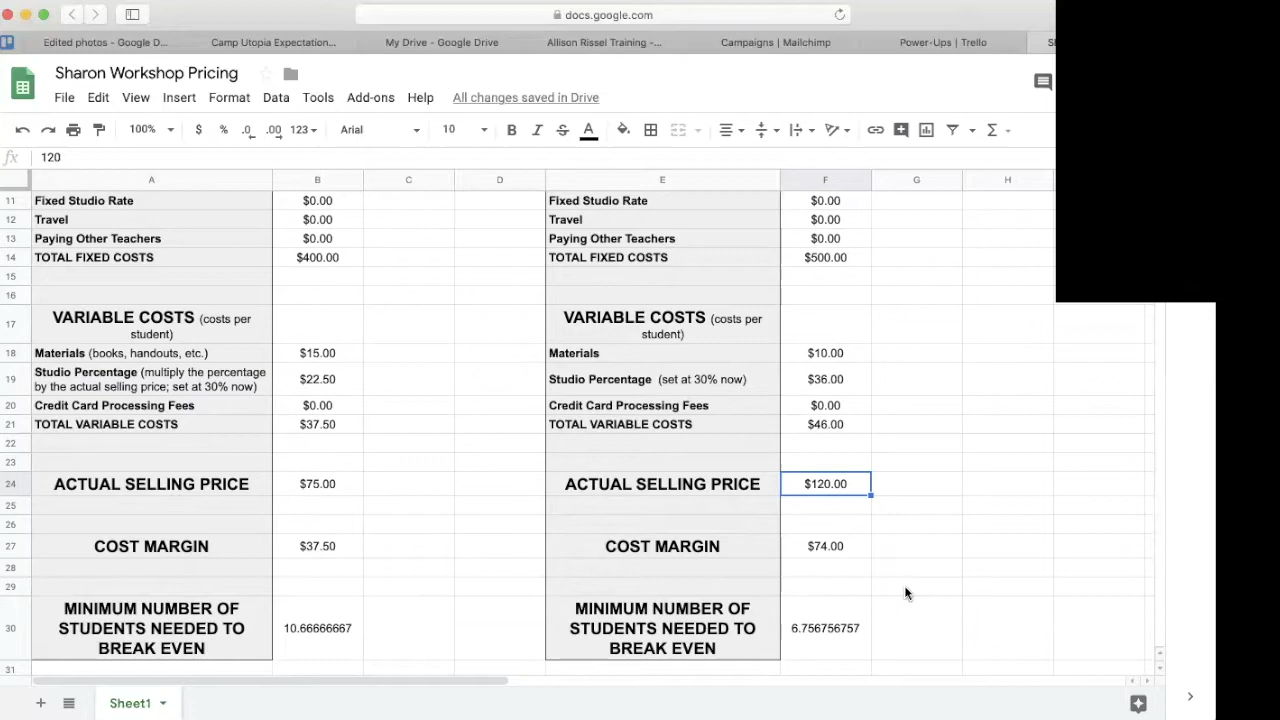 docs.google.com
Edited photos - Google D... Camp Utopia Expectation... My Drive - Google Drive Allison Rissel Training -... Campaigns | Mailchimp Power-Ups | Trello
Sharon Workshop Pricing
File Edit View Insert Format Data Tools Add-ons Help All changes saved in Drive
100% $ % .0 .00 123 Arial 10 B I S A
fx 120
A B C D E F G H
11 Fixed Studio Rate $0.00 Fixed Studio Rate $0.00
12 Travel $0.00 Travel $0.00
13 Paying Other Teachers $0.00 Paying Other Teachers $0.00
14 TOTAL FIXED COSTS $400.00 TOTAL FIXED COSTS $500.00
15
16
17 VARIABLE COSTS (costs per student) VARIABLE COSTS (costs per student)
18 Materials (books, handouts, etc.) $15.00 Materials $10.00
19 Studio Percentage (multiply the percentage by the actual selling price; set at 30% now) $22.50 Studio Percentage (set at 30% now) $36.00
20 Credit Card Processing Fees $0.00 Credit Card Processing Fees $0.00
21 TOTAL VARIABLE COSTS $37.50 TOTAL VARIABLE COSTS $46.00
22
23
24 ACTUAL SELLING PRICE $75.00 ACTUAL SELLING PRICE $120.00
25
26
27 COST MARGIN $37.50 COST MARGIN $74.00
28
29
30 MINIMUM NUMBER OF STUDENTS NEEDED TO BREAK EVEN 10.66666667 MINIMUM NUMBER OF STUDENTS NEEDED TO BREAK EVEN 6.756756757
31
Sheet1